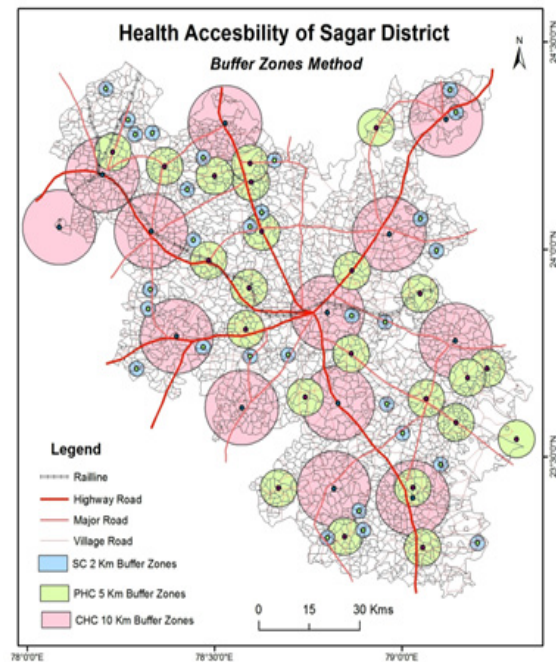 Health Accesbility of Sagar District
Buffer Zones Method
N
24°30'0"N
24°0'0"N
23°30'0"N
Legend
Railline
Highway Road
Major Road
Village Road
SC 2 Km Buffer Zones
PHC 5 Km Buffer Zones
CHC 10 Km Buffer Zones
0 15 30 Kms
78°0'0"E 78°30'0"E 79°0'0"E